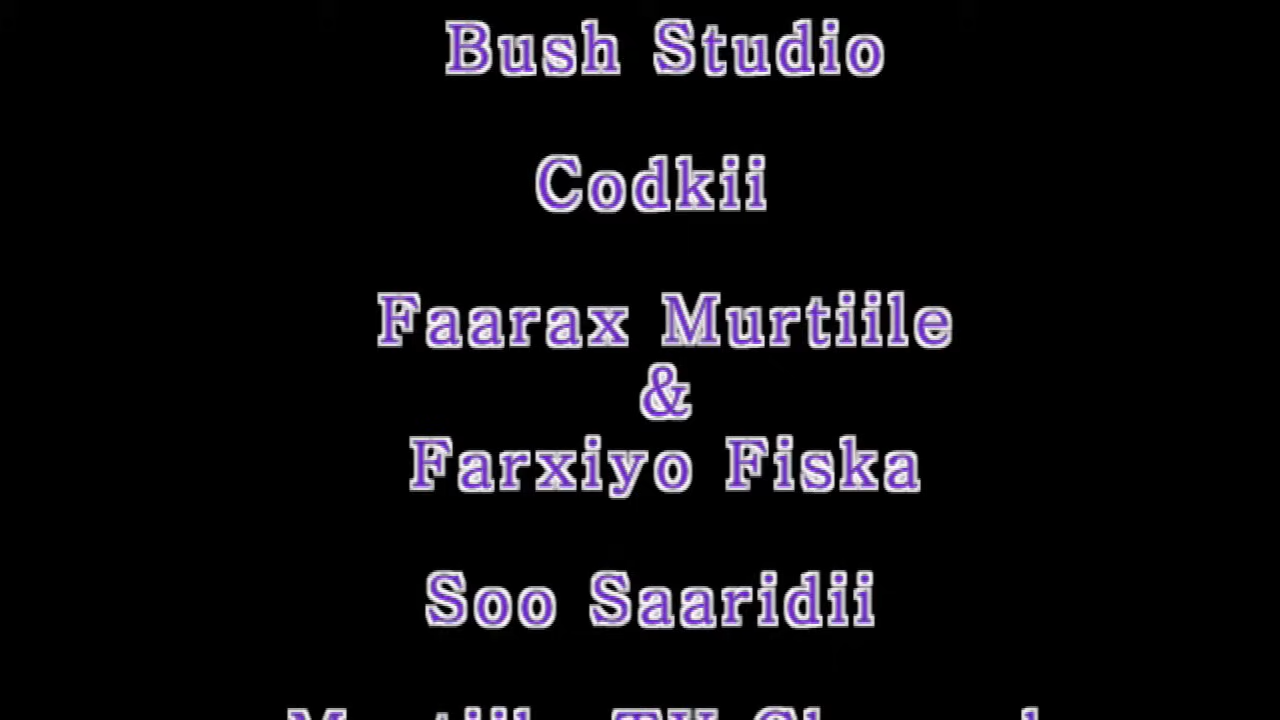 Bush Studio
Codkii
Faarax Murtiile
&
Farxiyo Fiska
Soo Saaridii